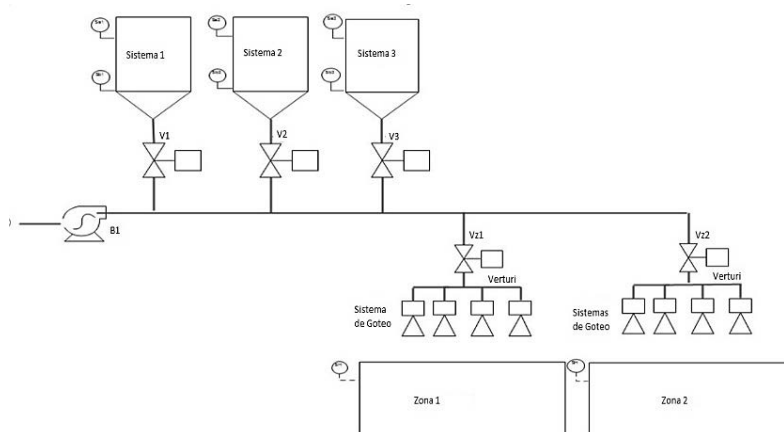 Sistema 1
Sistema 2
Sistema 3
V1
V2
V3
B1
Vz1
Vz2
Verturi
Verturi
Sistema
de Goteo
Sistemas
de Goteo
Zona 1
Zona 2